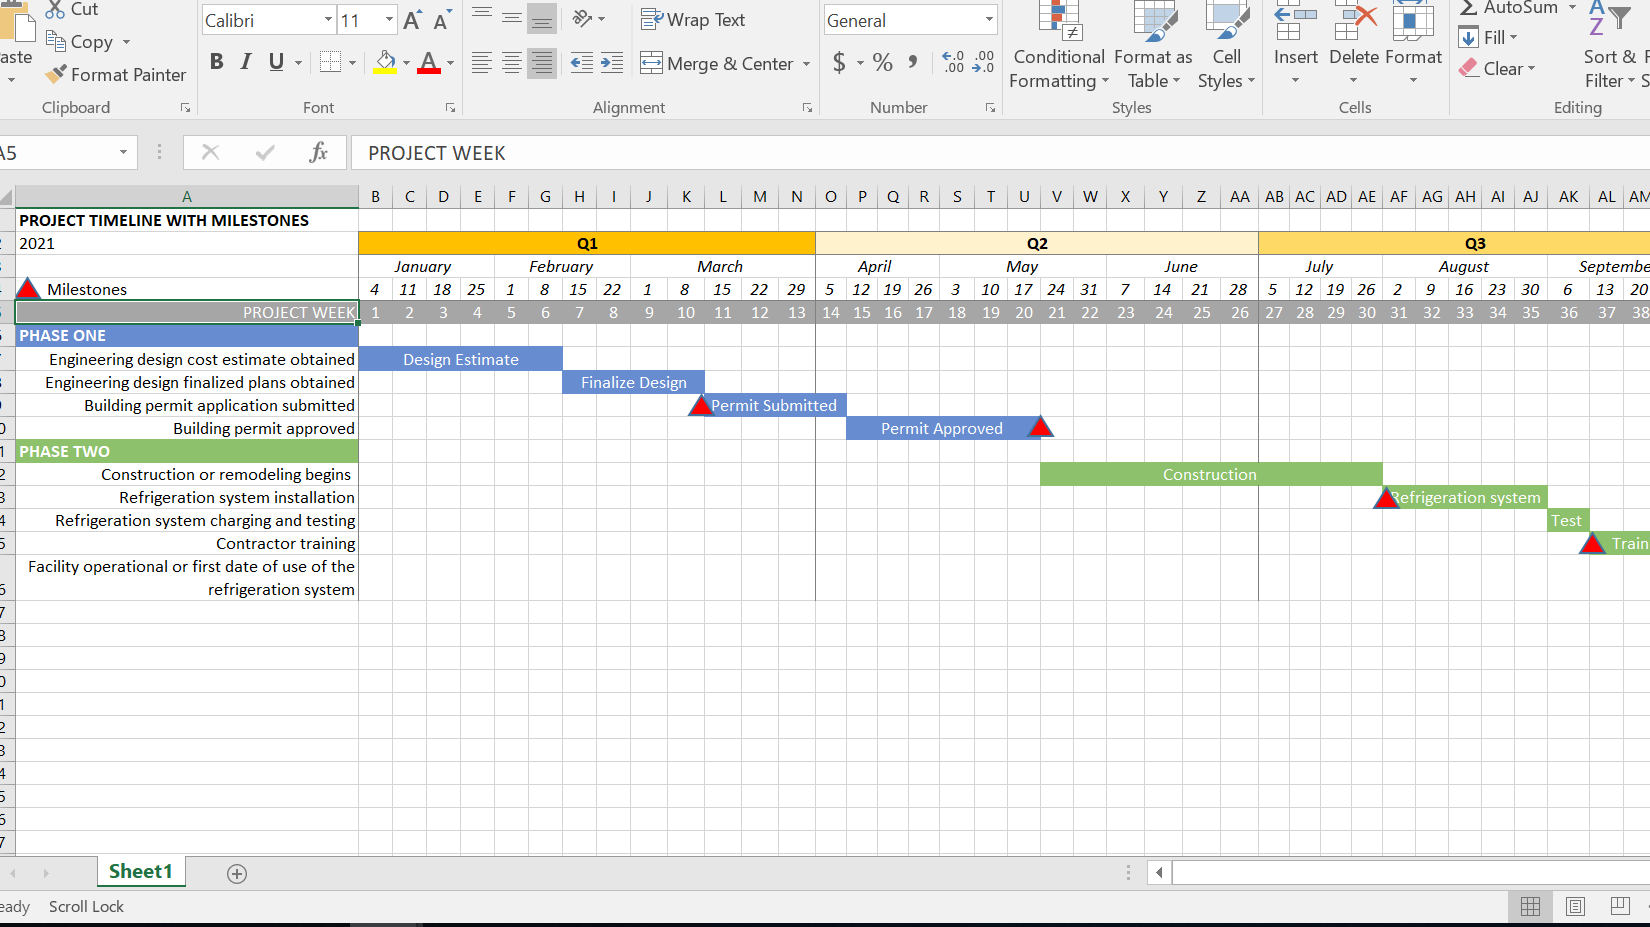 Cut
Copy
Format Painter
Clipboard
Calibri 11 A A
B I U A
Font
Wrap Text
Merge & Center
Alignment
General
$ % , .0 .00 .00 .0
Number
Conditional Formatting
Format as Table
Cell Styles
Styles
Insert Delete Format
Cells
AutoSum
Fill
Clear
Sort & Filter
Editing
A5 fx PROJECT WEEK
A B C D E F G H I J K L M N O P Q R S T U V W X Y Z AA AB AC AD AE AF AG AH AI AJ AK AL AM
PROJECT TIMELINE WITH MILESTONES
2021 Q1 Q2 Q3
January February March April May June July August Septembe
Milestones 4 11 18 25 1 8 15 22 1 8 15 22 29 5 12 19 26 3 10 17 24 31 7 14 21 28 5 12 19 26 2 9 16 23 30 6 13 20
PROJECT WEEK 1 2 3 4 5 6 7 8 9 10 11 12 13 14 15 16 17 18 19 20 21 22 23 24 25 26 27 28 29 30 31 32 33 34 35 36 37 38
PHASE ONE
Engineering design cost estimate obtained Design Estimate
Engineering design finalized plans obtained Finalize Design
Building permit application submitted Permit Submitted
Building permit approved Permit Approved
PHASE TWO
Construction or remodeling begins Construction
Refrigeration system installation Refrigeration system
Refrigeration system charging and testing Test
Contractor training Train
Facility operational or first date of use of the
refrigeration system
Sheet1
eady Scroll Lock